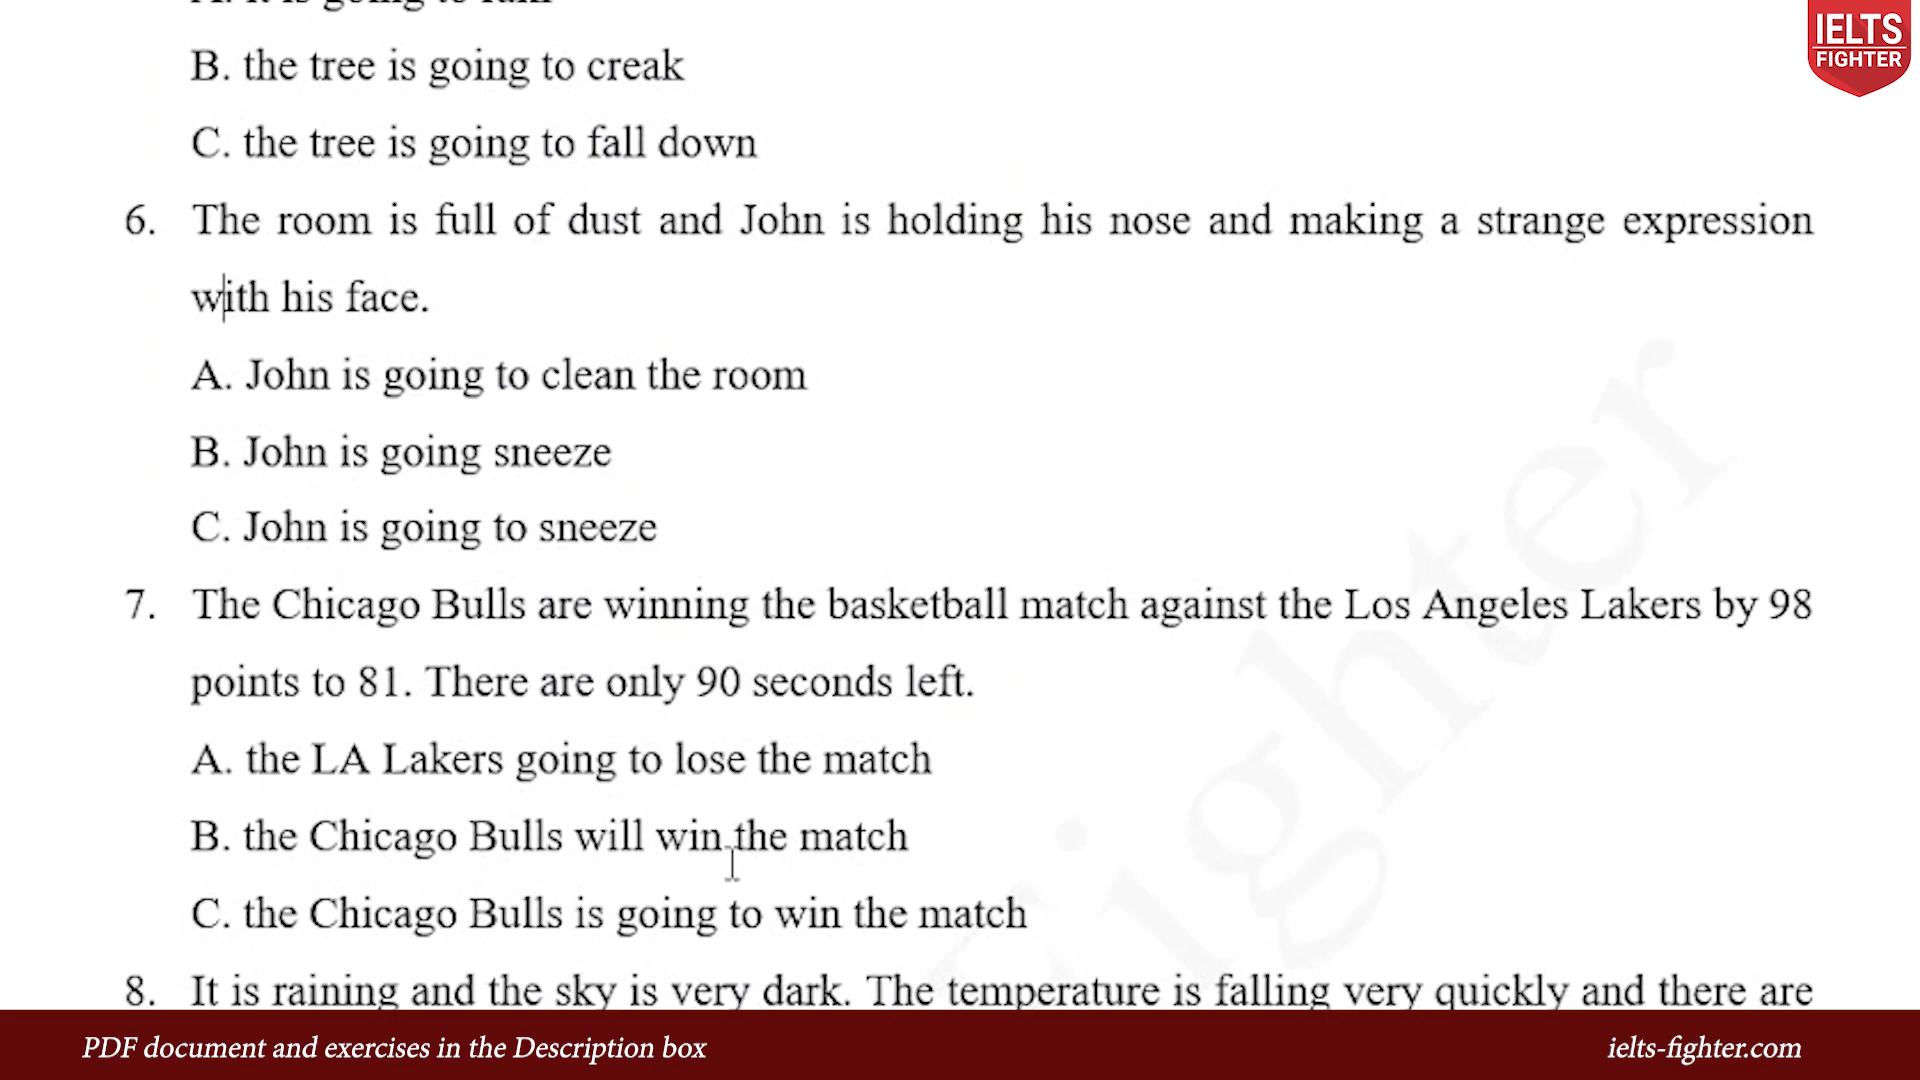 A. it is going to rain
IELTS
FIGHTER
B. the tree is going to creak
C. the tree is going to fall down
6. The room is full of dust and John is holding his nose and making a strange expression
with his face.
A. John is going to clean the room
B. John is going sneeze
C. John is going to sneeze
7. The Chicago Bulls are winning the basketball match against the Los Angeles Lakers by 98
points to 81. There are only 90 seconds left.
A. the LA Lakers going to lose the match
B. the Chicago Bulls will win the match
C. the Chicago Bulls is going to win the match
8. It is raining and the sky is very dark. The temperature is falling very quickly and there are
Fighter
PDF document and exercises in the Description box
ielts-fighter.com